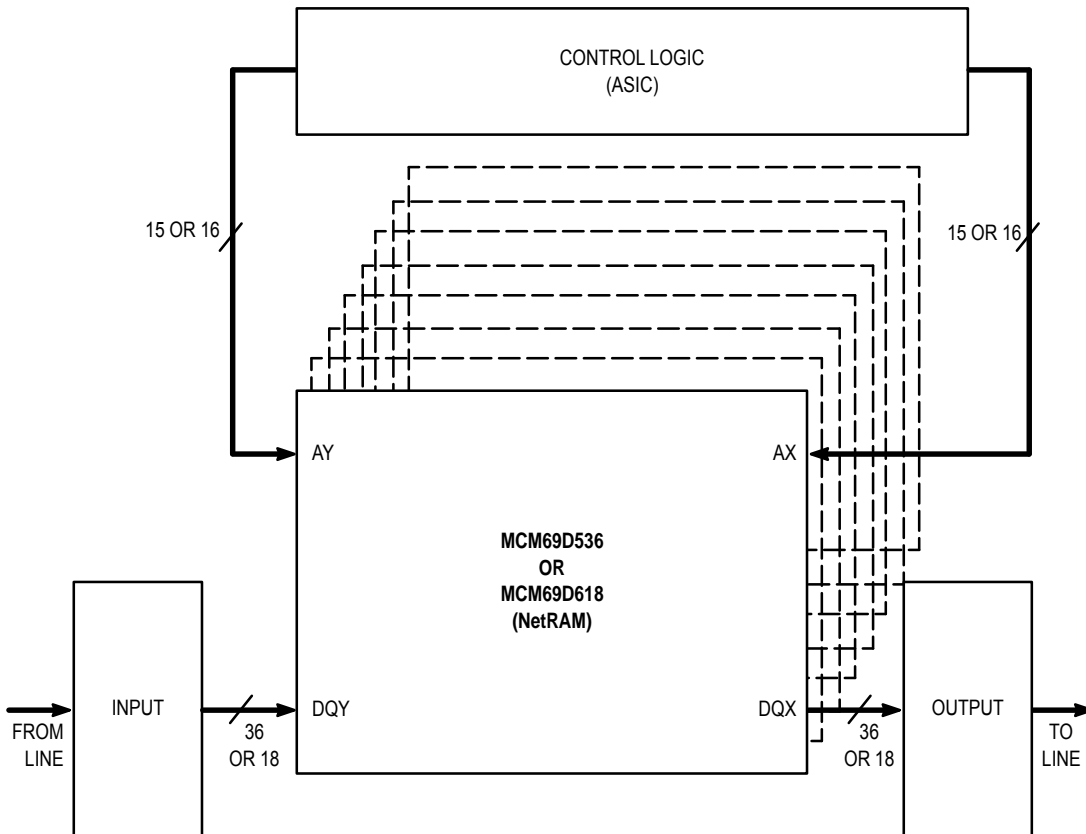 CONTROL LOGIC
(ASIC)
15 OR 16
15 OR 16
AY
AX
MCM69D536
OR
MCM69D618
(NetRAM)
INPUT
DQY
DQX
OUTPUT
FROM
LINE
36
OR 18
36
OR 18
TO
LINE